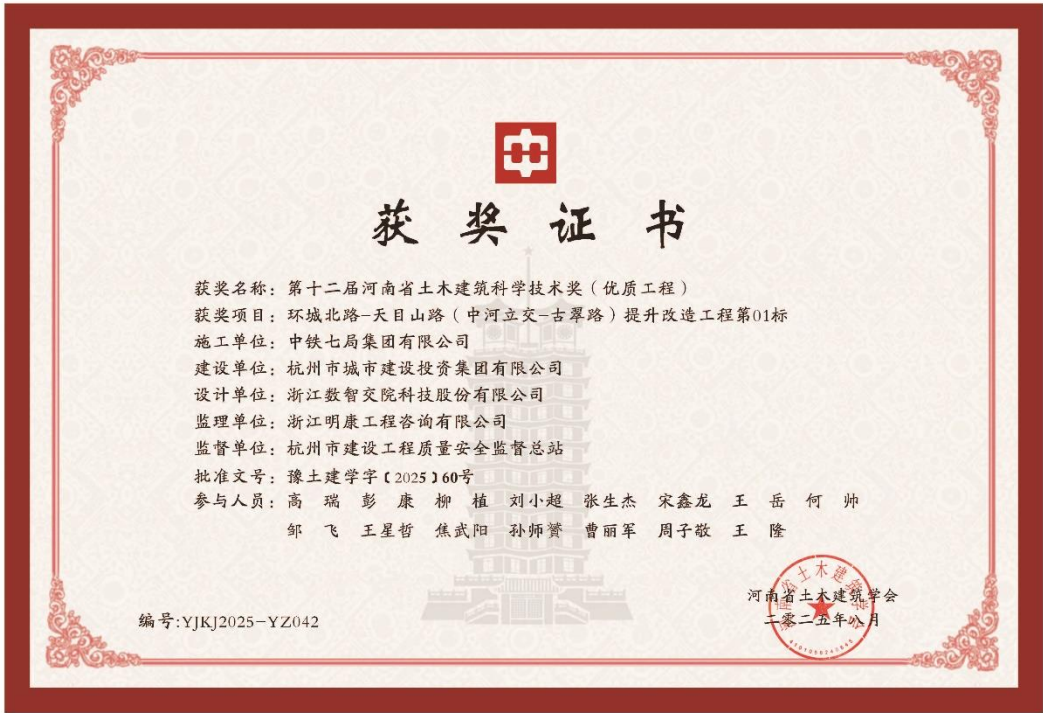 获奖证书
获奖名称：第十二届河南省土木建筑科学技术奖（优质工程）
获奖项目：环城北路-天目山路（中河立交-古翠路）提升改造工程第01标
施工单位：中铁七局集团有限公司
建设单位：杭州市城市建设投资集团有限公司
设计单位：浙江数智交院科技股份有限公司
监理单位：浙江明康工程咨询有限公司
监督单位：杭州市建设工程质量安全监督总站
批准文号：豫土建学字〔2025〕60号
参与人员：高 瑞 彭 康 柳 植 刘小超 张生杰 宋鑫龙 王 岳 何 帅
邹 飞 王星哲 焦武阳 孙师赟 曹丽军 周子敬 王 隆
河南省土木建筑学会
二零二五年八月
编号:YJKJ2025-YZ042
河南省土木建筑学会